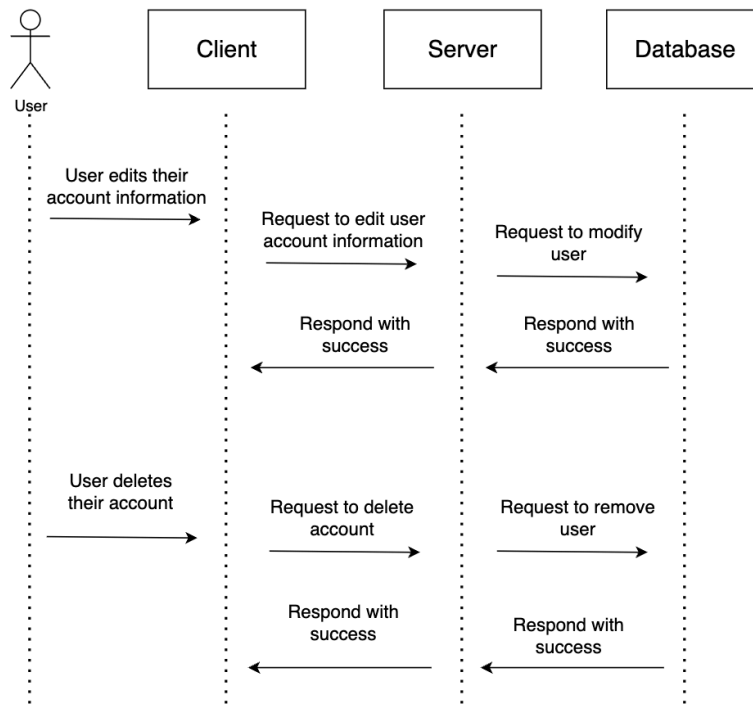 Client
Server
Database
User
User edits their
account information
Request to edit user
account information
Request to modify
user
Respond with
success
Respond with
success
User deletes
their account
Request to delete
account
Request to remove
user
Respond with
success
Respond with
success